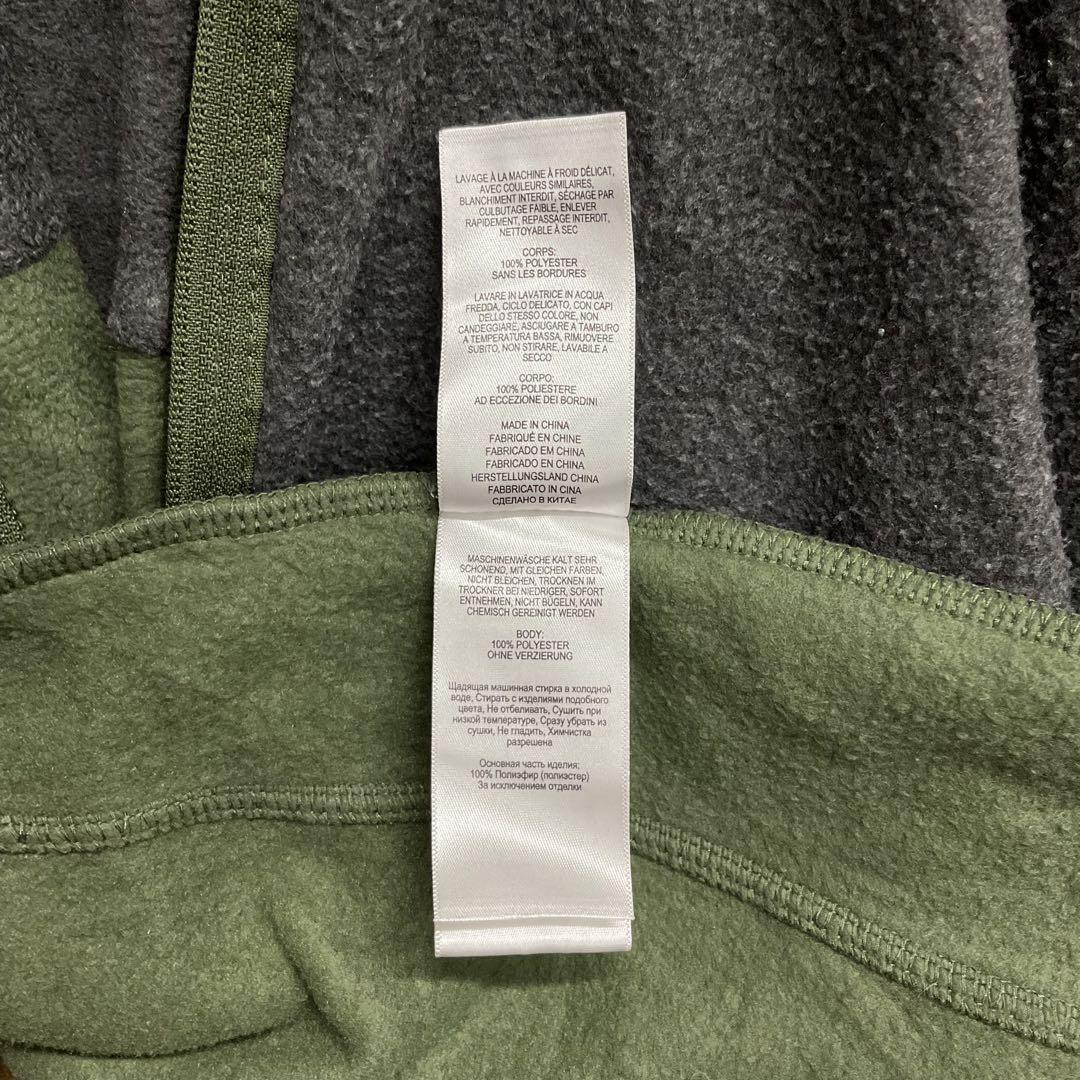 LAVAGE À LA MACHINE À FROID DÉLICAT,
AVEC COULEURS SIMILAIRES,
BLANCHIMENT INTERDIT, SÉCHAGE PAR
CULBUTAGE FAIBLE, ENLEVER
RAPIDEMENT, REPASSAGE INTERDIT,
NETTOYABLE À SEC
CORPS:
100% POLYESTER
SANS LES BORDURES
LAVARE IN LAVATRICE IN ACQUA
FREDDA, CICLO DELICATO, CON CAPI
DELLO STESSO COLORE, NON
CANDEGGIARE, ASCIUGARE A TAMBURO
A TEMPERATURA BASSA, RIMUOVERE
SUBITO, NON STIRARE, LAVABILE A
SECCO
CORPO:
100% POLIESTERE
AD ECCEZIONE DEI BORDINI
MADE IN CHINA
FABRIQUÉ EN CHINE
FABRICADO EM CHINA
FABRICADO EN CHINA
HERSTELLUNGSLAND CHINA
FABBRICATO IN CINA
СДЕЛАНО В КИТАЕ
MASCHINENWÄSCHE KALT SEHR
SCHONEND, MIT GLEICHEN FARBEN,
NICHT BLEICHEN, TROCKNEN IM
TROCKNER BEI NIEDRIGER, SOFORT
ENTNEHMEN, NICHT BÜGELN, KANN
CHEMISCH GEREINIGT WERDEN
BODY:
100% POLYESTER
OHNE VERZIERUNG
Щадящая машинная стирка в холодной
воде, Стирать с изделиями подобного
цвета, Не отбеливать, Сушить при
низкой температуре, Сразу убрать из
сушки, Не гладить, Химчистка
разрешена
Основная часть изделия:
100% Полиэфир (полиэстер)
За исключением отделки